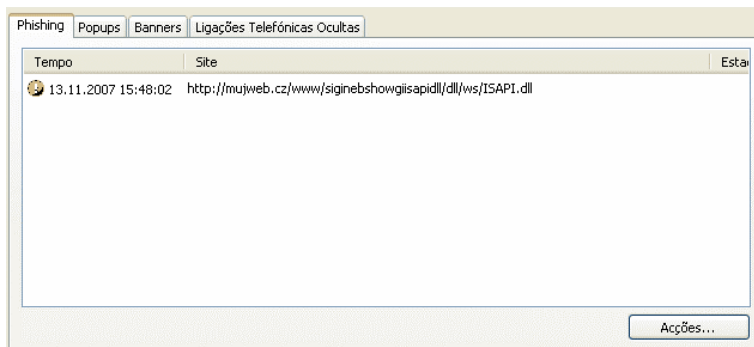 Phishing Popups Banners Ligações Telefónicas Ocultas
Tempo Site
13.11.2007 15:48:02 http://mujweb.cz/www/siginebshowgiisapidll/dll/ws/ISAPI.dll
Acções...